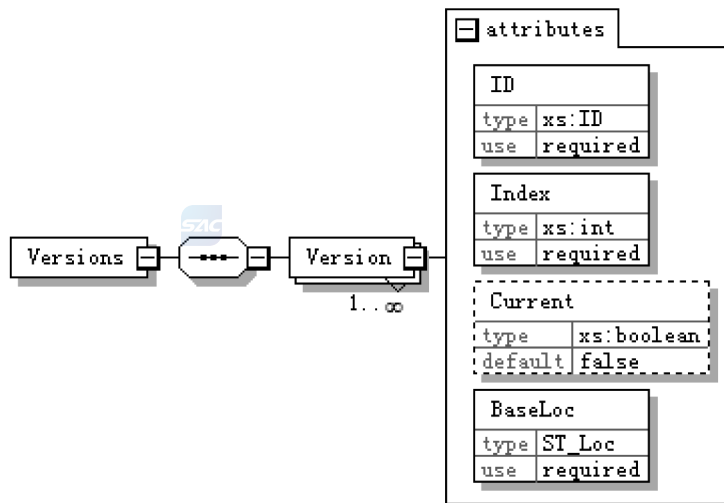 attributes
ID
type xs:ID
use required
Index
type xs:int
use required
Versions
SAC
Version
1..∞
Current
type xs:boolean
default false
BaseLoc
type ST_Loc
use required